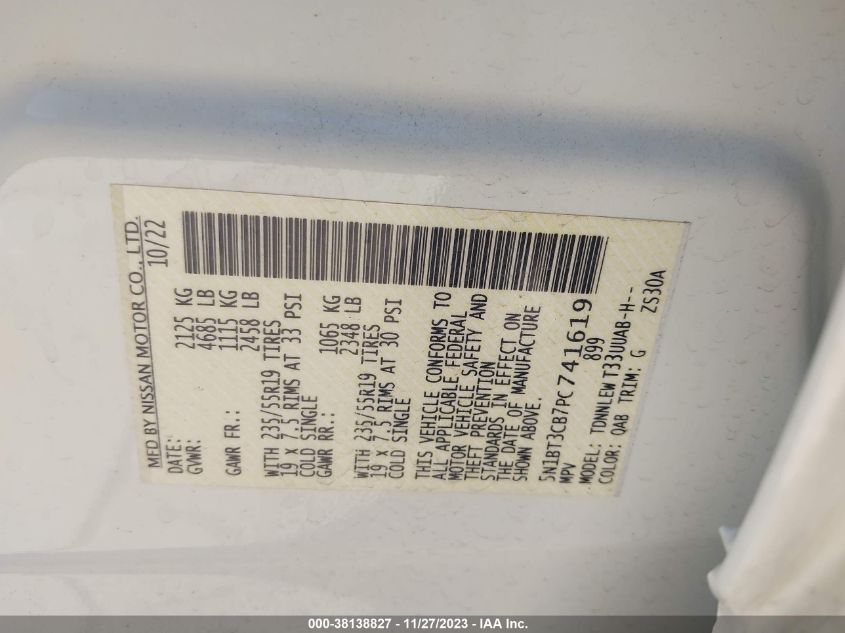 MFD BY NISSAN MOTOR CO., LTD.
DATE: 10/22
GVWR: 2125 KG
4685 LB
GAWR FR.: 1115 KG
2458 LB
WITH 235/55R19 TIRES
19 X 7.5 RIMS AT 33 PSI
COLD SINGLE
GAWR RR.: 1065 KG
2348 LB
WITH 235/55R19 TIRES
19 X 7.5 RIMS AT 30 PSI
COLD SINGLE
THIS VEHICLE CONFORMS TO
ALL APPLICABLE FEDERAL
MOTOR VEHICLE SAFETY AND
THEFT PREVENTION
STANDARDS IN EFFECT ON
THE DATE OF MANUFACTURE
SHOWN ABOVE.
5N1BT3CB7PC741619
MPV 899
MODEL: TDNNLEW T33JUUAB-H--
COLOR: QAB TRIM: G ZS30A
000-38138827 - 11/27/2023 - IAA Inc.